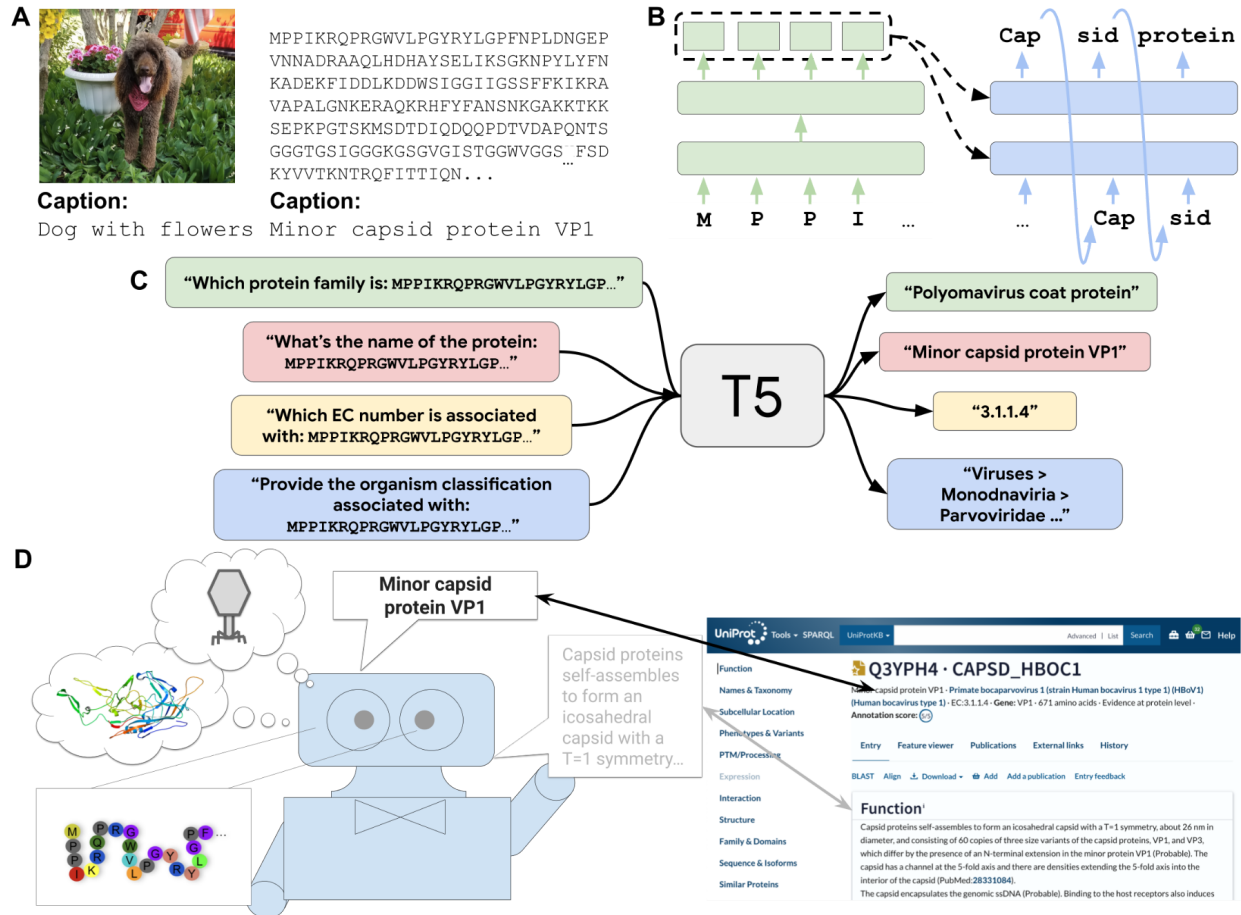 A
MPPIKRQPRGWVLPGYRYLGPFNPLDNGEP
VNNADRAAQLHDHAYSELIKSGKNPYLYFN
KADEKFIDDLKDDWSIGGIIGSSFFKIKRA
VAPALGNKERAQKRHFYFANSNKGAKKTKK
SEPKPGTSKMSDTDIQDQQPDTVDAPQNTS
GGGTGSIGGGKGSGVGISTGGWVGGS…FSD
KYVVTKNTRQFITTIQN...
Caption:
Dog with flowers
Caption:
Minor capsid protein VP1
B
Cap sid protein
M P P I ... ... Cap sid
C
“Which protein family is: MPPIKRQPRGWVLPGYRYLGP…”
“What’s the name of the protein:
MPPIKRQPRGWVLPGYRYLGP…”
“Which EC number is associated
with: MPPIKRQPRGWVLPGYRYLGP…”
“Provide the organism classification
associated with:
MPPIKRQPRGWVLPGYRYLGP…”
T5
“Polyomavirus coat protein”
“Minor capsid protein VP1”
“3.1.1.4”
“Viruses >
Monodnaviria >
Parvoviridae ...”
D
Minor capsid
protein VP1
Capsid proteins
self-assembles
to form an
icosahedral
capsid with a
T=1 symmetry…
M P P I K R Q P R G W V L P G Y R Y L G P F ...
UniProt Tools SPARQL UniProtKB Advanced | List Search Help
Function
Names & Taxonomy
Subcellular Location
Phenotypes & Variants
PTM/Processing
Expression
Interaction
Structure
Family & Domains
Sequence & Isoforms
Similar Proteins
Q3YPH4 · CAPSD_HBOC1
Minor capsid protein VP1 · Primate bocaparvovirus 1 (strain Human bocavirus 1 type 1) (HBoV1)
(Human bocavirus type 1) · EC:3.1.1.4 · Gene: VP1 · 671 amino acids · Evidence at protein level ·
Annotation score: 5/5
Entry Feature viewer Publications External links History
BLAST Align Download Add Add a publication Entry feedback
Function
Capsid proteins self-assembles to form an icosahedral capsid with a T=1 symmetry, about 26 nm in
diameter, and consisting of 60 copies of three size variants of the capsid proteins, VP1, and VP3,
which differ by the presence of an N-terminal extension in the minor protein VP1 (Probable). The
capsid has a channel at the 5-fold axis and there are densities extending the 5-fold axis into the
interior of the capsid (PubMed:28331084).
The capsid encapsulates the genomic ssDNA (Probable). Binding to the host receptors also induces